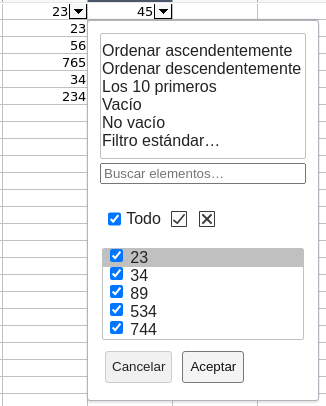 23 45
23
56
765
34
234
Ordenar ascendentemente
Ordenar descendentemente
Los 10 primeros
Vacío
No vacío
Filtro estándar…
Buscar elementos…
Todo
23
34
89
534
744
Cancelar Aceptar